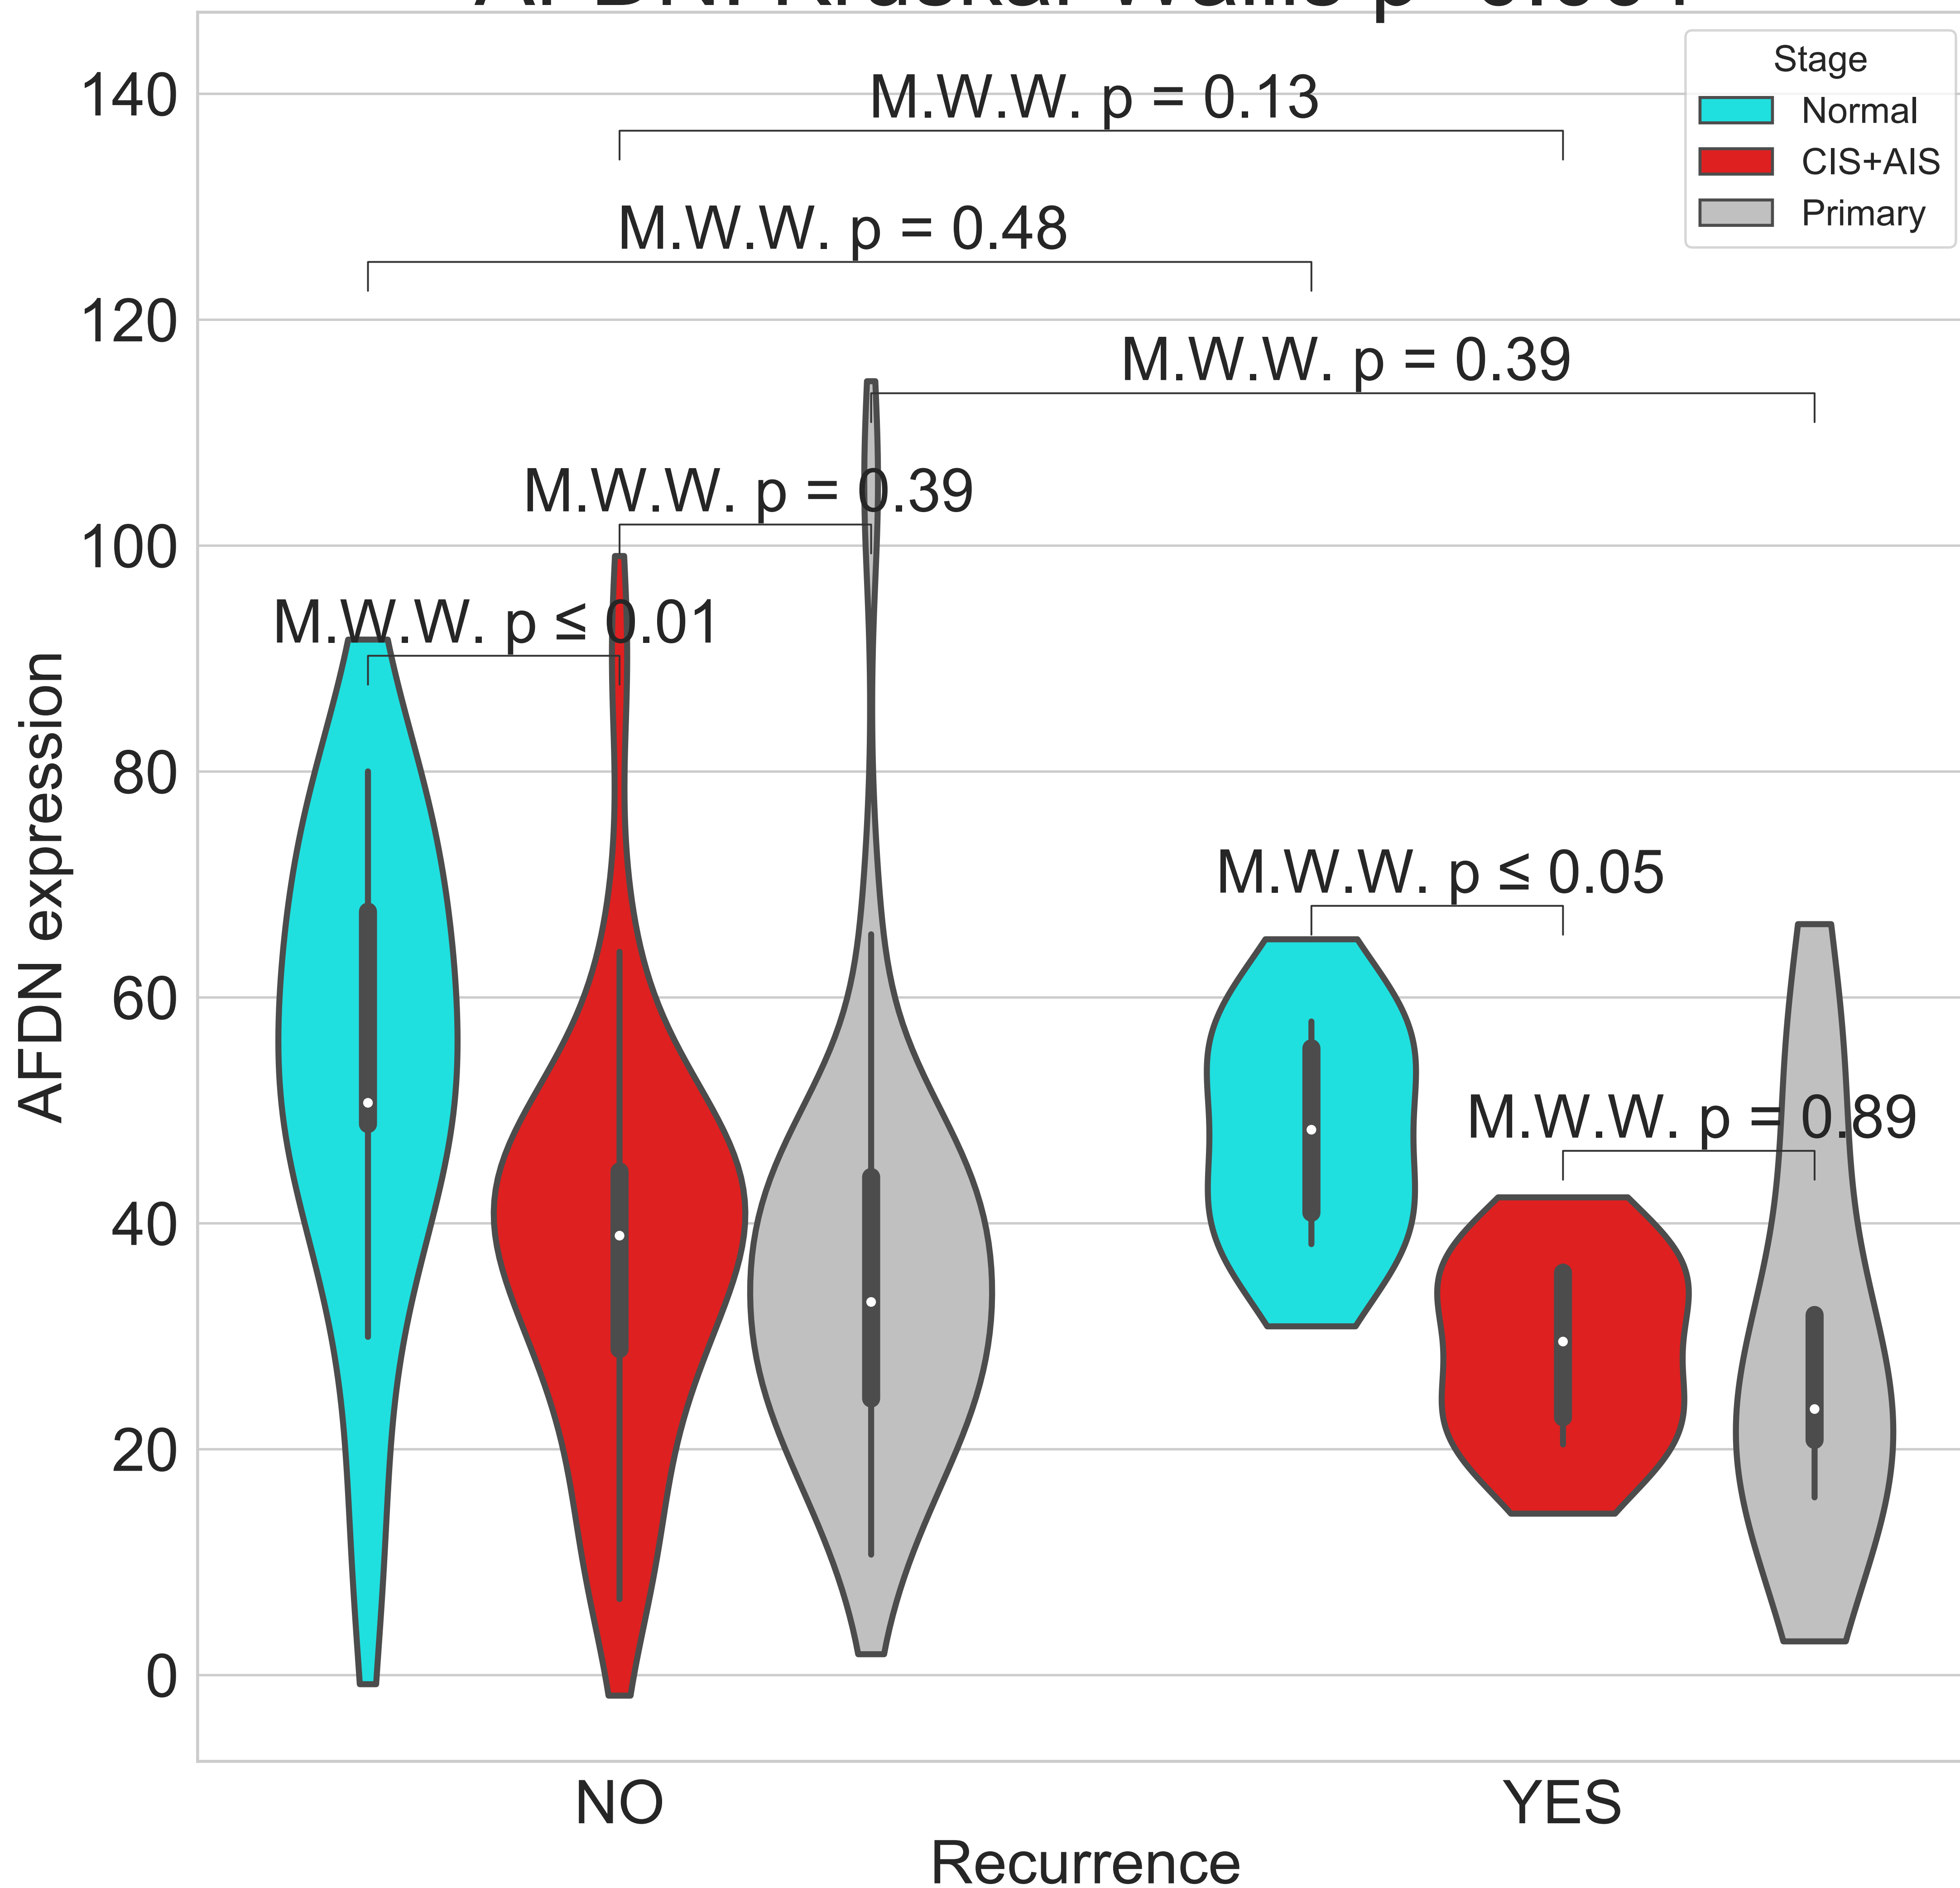 Stage
Normal
CIS+AIS
Primary
140
120
100
80
60
40
20
0
AFDN expression
M.W.W. p = 0.13
M.W.W. p = 0.48
M.W.W. p = 0.39
M.W.W. p = 0.39
M.W.W. p ≤ 0.01
M.W.W. p ≤ 0.05
M.W.W. p = 0.89
NO
YES
Recurrence